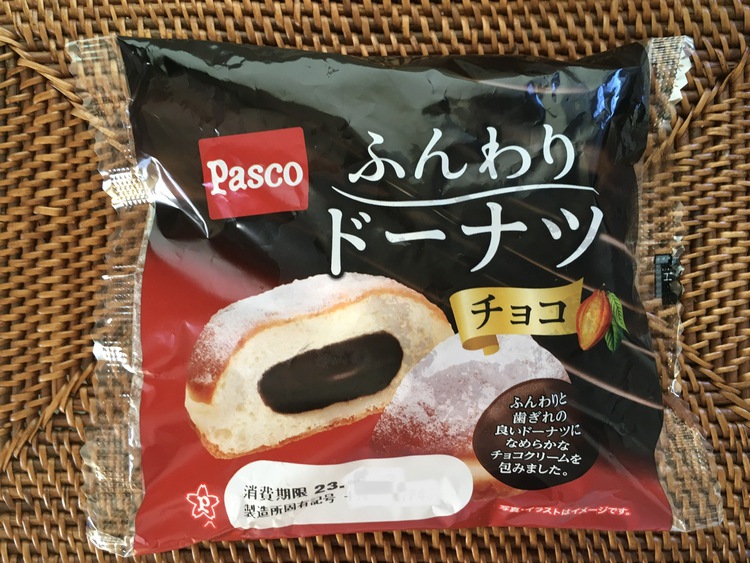 Pasco
ふんわり
ドーナツ
チョコ
ふんわりと
歯ぎれの
良いドーナツに
なめらかな
チョコクリームを
包みました。
消費期限 23.
製造所固有記号
写真・イラストはイメージです。